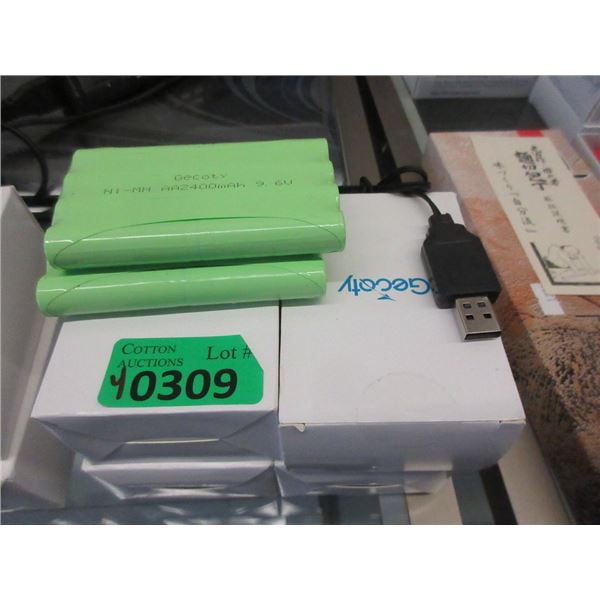 Gecoty
Ni-MH AA2400mAh 9.6V
Gecoty
COTTON
AUCTIONS
Lot #
40309